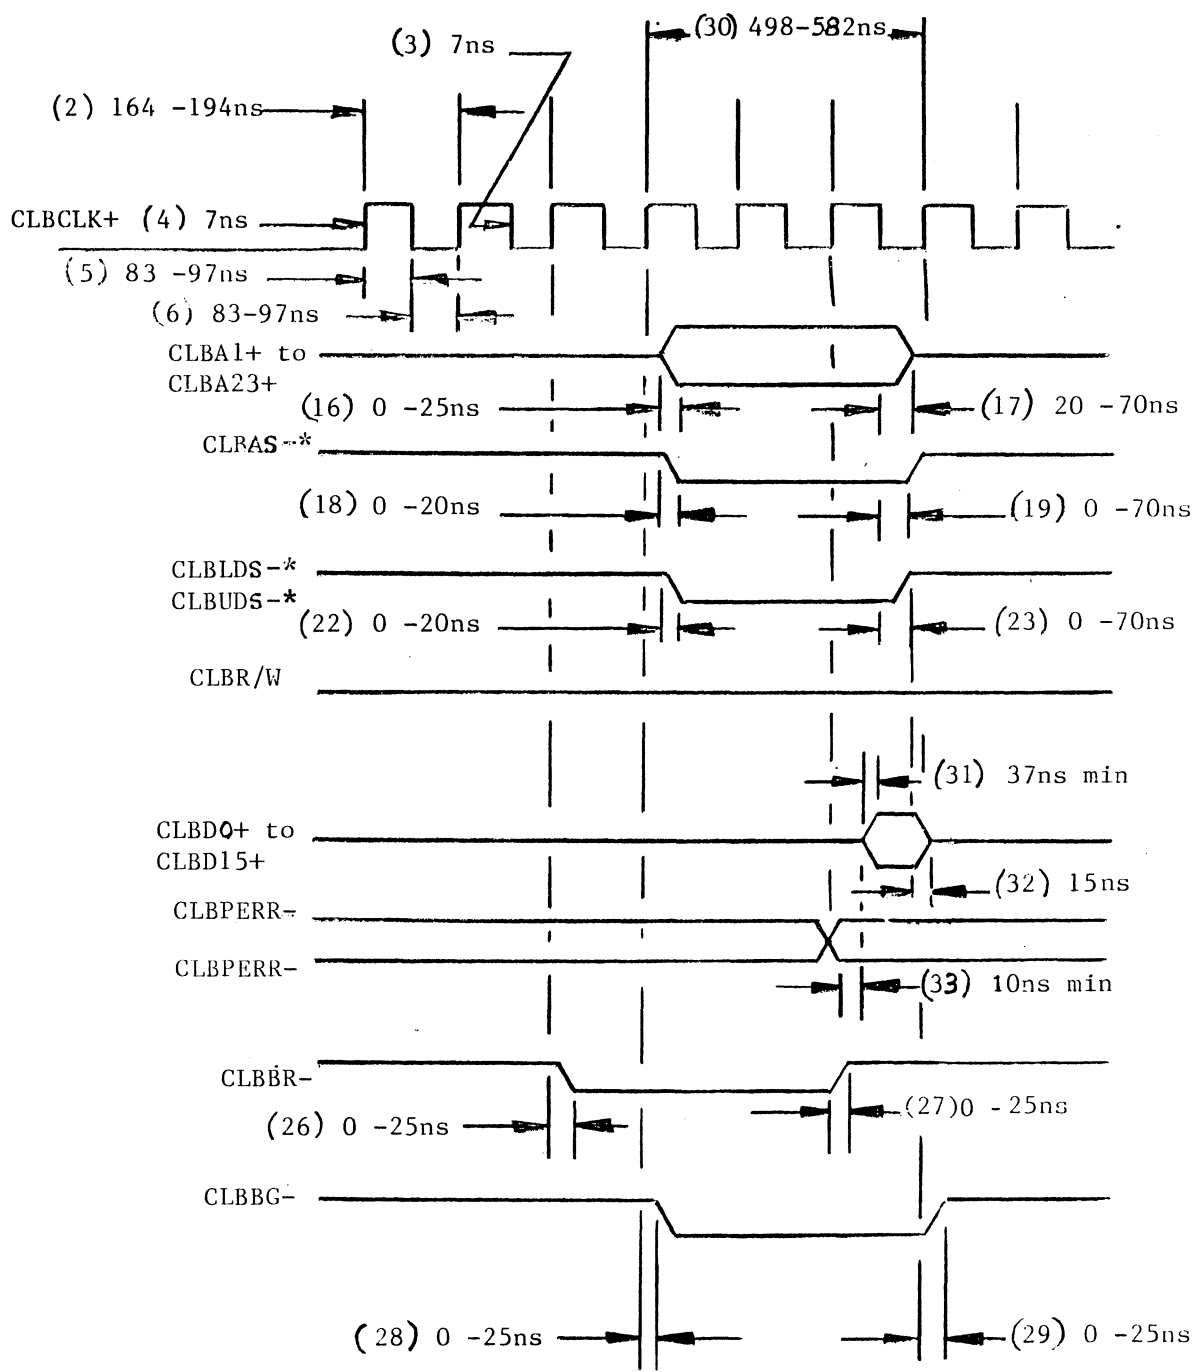 (30) 498-582ns
(3) 7ns
(2) 164 -194ns
CLBCLK+ (4) 7ns
(5) 83 -97ns
(6) 83-97ns
CLBA1+ to
CLBA23+
(16) 0 -25ns
(17) 20 -70ns
CLBAS-*
(18) 0 -20ns
(19) 0 -70ns
CLBLDS-*
CLBUDS-*
(22) 0 -20ns
(23) 0 -70ns
CLBR/W
(31) 37ns min
CLBD0+ to
CLBD15+
(32) 15ns
CLBPERR-
CLBPERR-
(33) 10ns min
CLBBR-
(27)0 -25ns
(26) 0 -25ns
CLBBG-
(28) 0 -25ns
(29) 0 -25ns